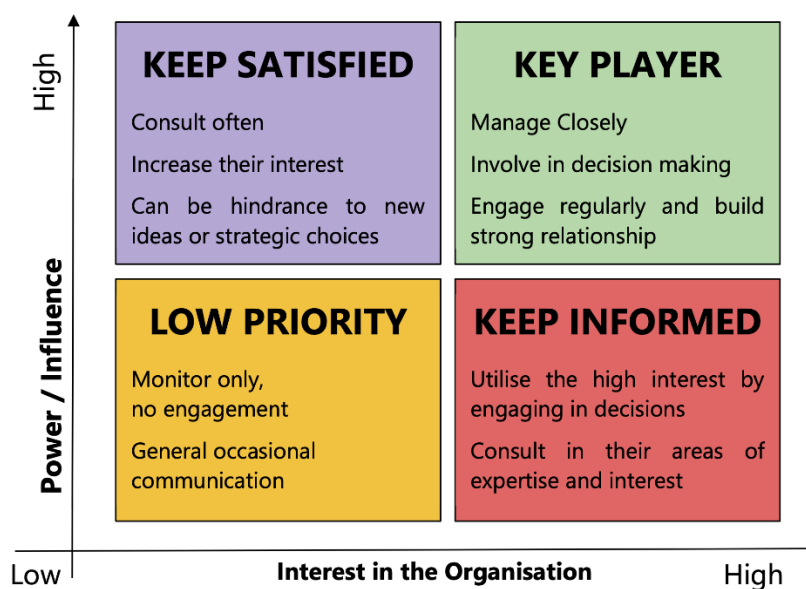 High
Power / Influence
KEEP SATISFIED
Consult often
Increase their interest
Can be hindrance to new
ideas or strategic choices
KEY PLAYER
Manage Closely
Involve in decision making
Engage regularly and build
strong relationship
LOW PRIORITY
Monitor only,
no engagement
General occasional
communication
KEEP INFORMED
Utilise the high interest by
engaging in decisions
Consult in their areas of
expertise and interest
Low
Interest in the Organisation
High